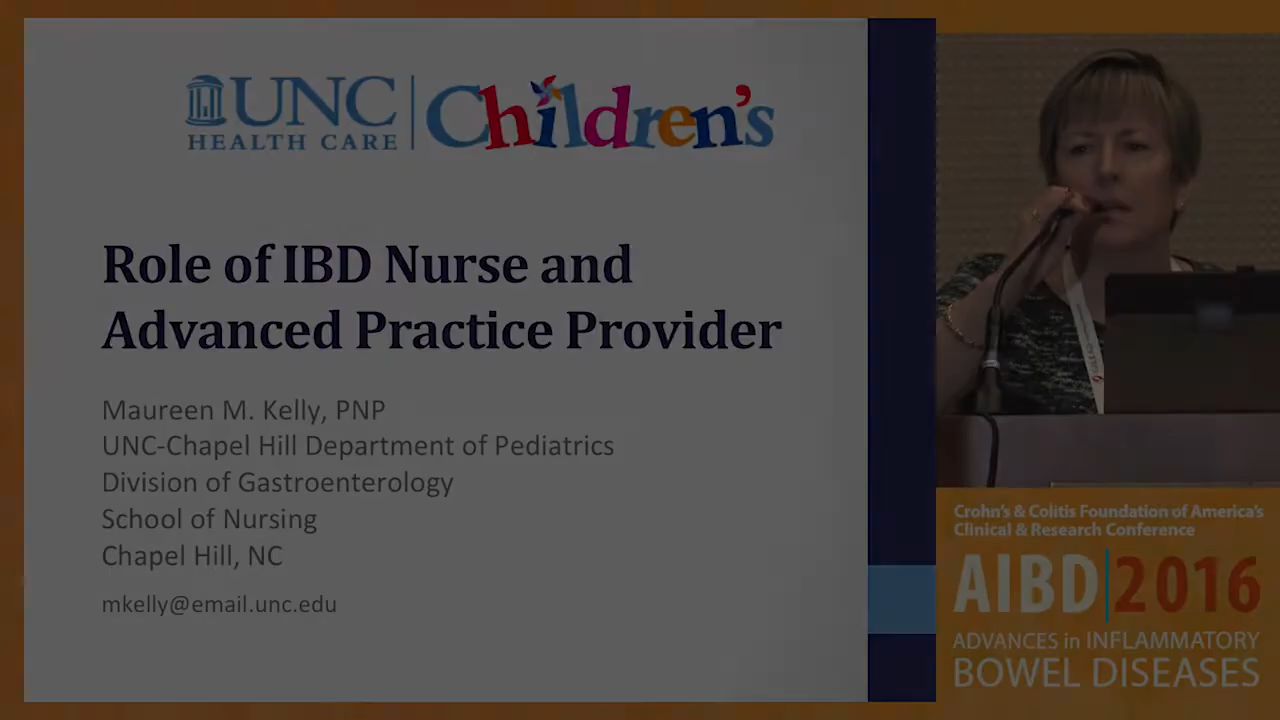 UNC
HEALTH CARE
Children's
Role of IBD Nurse and
Advanced Practice Provider
Maureen M. Kelly, PNP
UNC-Chapel Hill Department of Pediatrics
Division of Gastroenterology
School of Nursing
Chapel Hill, NC
mkelly@email.unc.edu
Crohn's & Colitis Foundation of America's
Clinical & Research Conference
AIBD|2016
ADVANCES in INFLAMMATORY
BOWEL DISEASES